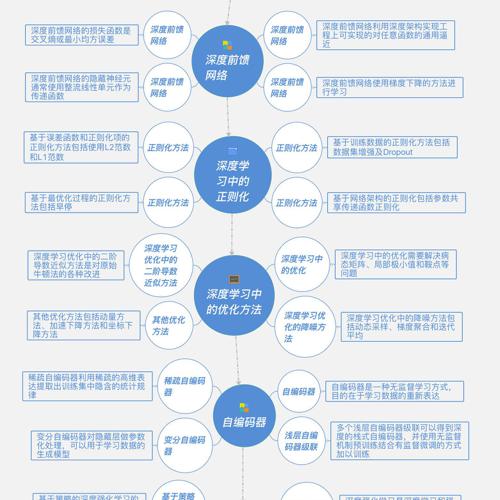 深度前馈网络的损失函数是
交叉熵或最小均方误差
深度前馈
网络
深度前馈
网络
深度前馈
网络
深度前馈网络利用深度架构实现工
程上可实现的对任意函数的通用逼
近
深度前馈网络的隐藏神经元
通常使用整流线性单元作为
传递函数
深度前馈
网络
深度前馈
网络
深度前馈网络使用梯度下降的方法进
行学习
基于误差函数和正则化项的
正则化方法包括使用L2范数
和L1范数
正则化方法
深度学
习中的
正则化
正则化方法
基于训练数据的正则化方法包括
数据集增强及Dropout
基于最优化过程的正则化方
法包括早停
正则化方法
正则化方法
基于网络架构的正则化包括参数共
享传递函数正则化
深度学习优化中的二阶
导数近似方法是对原始
牛顿法的各种改进
深度学习
优化中的
二阶导数
近似方法
深度学习中
的优化方法
深度学习中
的优化
深度学习中的优化需要解决病
态矩阵、局部极小值和鞍点等
问题
其他优化方法包括动量方
法、加速下降方法和坐标下
降方法
其他优化
方法
深度学习优
化的降噪方
法
深度学习优化中的降噪方法包
括动态采样、梯度聚合和迭代
平均
稀疏自编码器利用稀疏的高维表
达提取出训练集中隐含的统计规
律
稀疏自编码
器
自编码器
自编码器
自编码器是一种无监督学习方式，
目的在于学习数据的重新表达
变分自编码器对隐藏层做参数
化处理，可以用于学习数据的
生成模型
变分自编码
器
浅层自编码
器级联
多个浅层自编码器级联可以得到深
度的栈式自编码器，并使用无监督
机制预训练结合有监督微调的方式
加以训练
基于策略